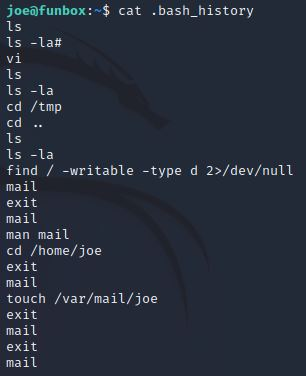 joe@funbox:~$ cat .bash_history
ls
ls -la#
vi
ls
ls -la
cd /tmp
cd ..
ls
ls -la
find / -writable -type d 2>/dev/null
mail
exit
mail
man mail
cd /home/joe
exit
mail
touch /var/mail/joe
exit
mail
exit
mail